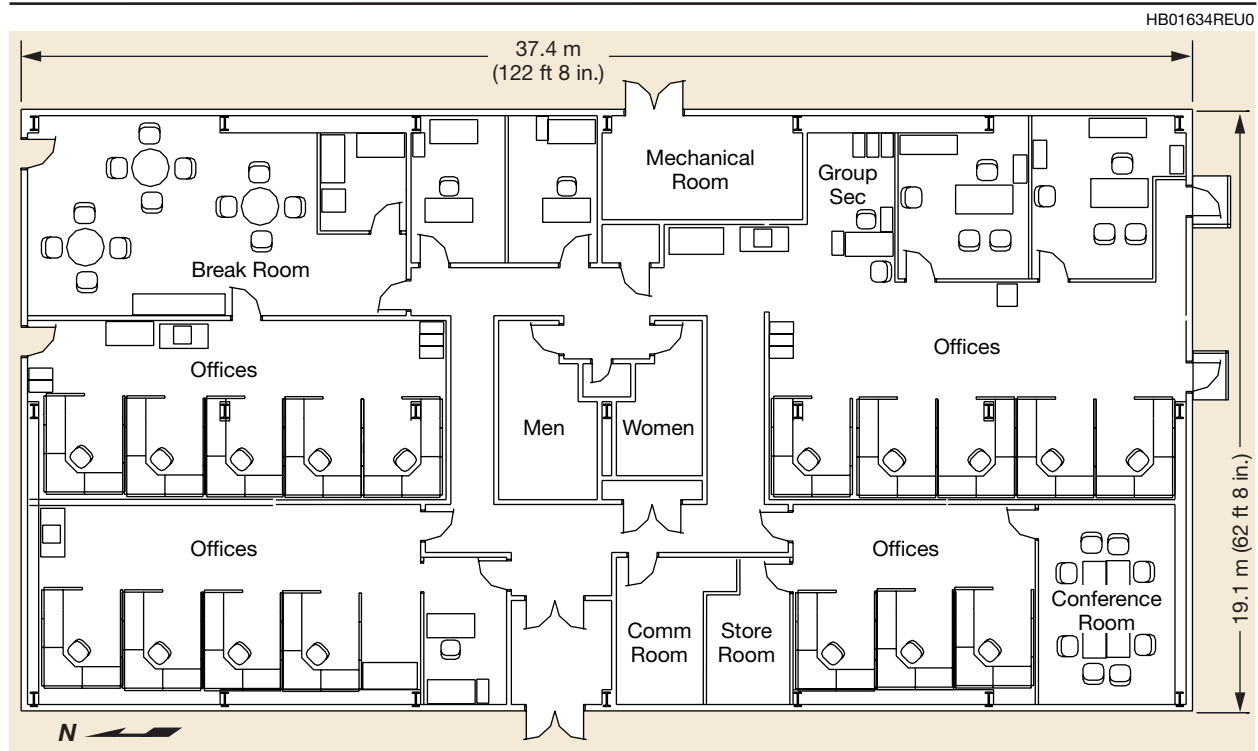 HB01634REU0
37.4 m
(122 ft 8 in.)
Mechanical
Room
Group
Sec
Break Room
Offices
Offices
Men
Women
19.1 m (62 ft 8 in.)
Offices
Offices
Conference
Room
Comm
Room
Store
Room
N